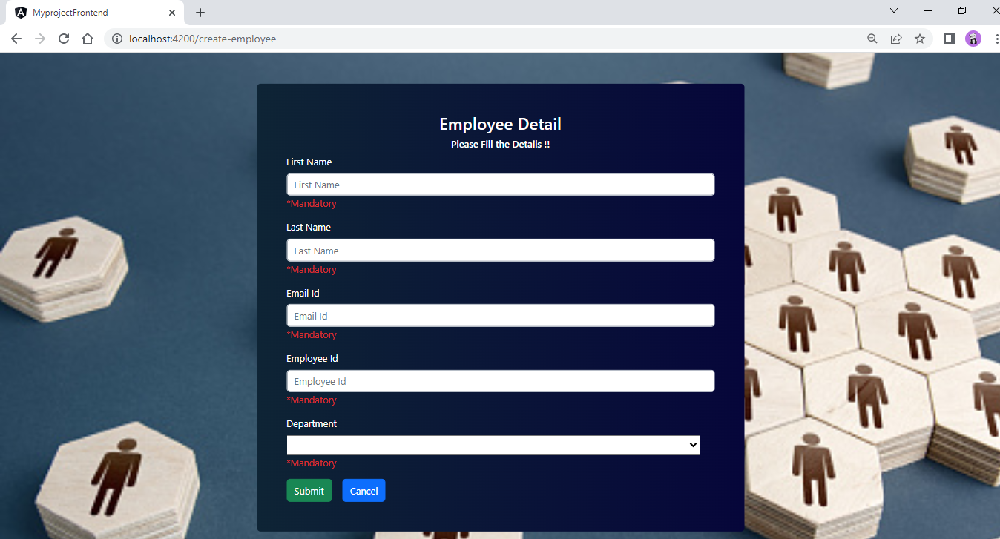 MyprojectFrontend
localhost:4200/create-employee
Employee Detail
Please Fill the Details !!
First Name
First Name
*Mandatory
Last Name
Last Name
*Mandatory
Email Id
Email Id
*Mandatory
Employee Id
Employee Id
*Mandatory
Department
*Mandatory
Submit Cancel